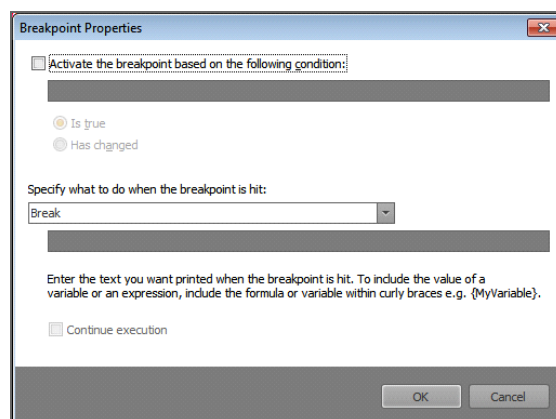 Breakpoint Properties
Activate the breakpoint based on the following condition:
Is true
Has changed
Specify what to do when the breakpoint is hit:
Break
Enter the text you want printed when the breakpoint is hit. To include the value of a
variable or an expression, include the formula or variable within curly braces e.g. {MyVariable}.
Continue execution
OK Cancel